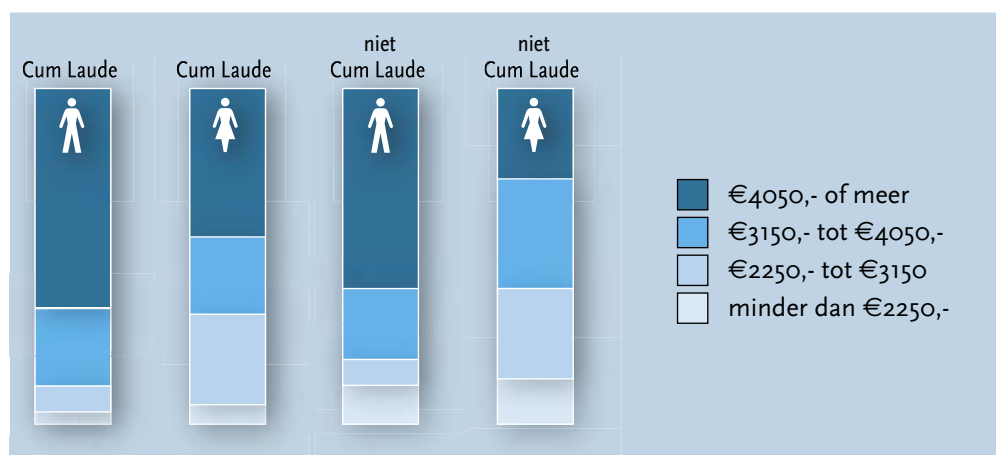 Cum Laude
Cum Laude
niet
Cum Laude
niet
Cum Laude
€4050,- of meer
€3150,- tot €4050,-
€2250,- tot €3150
minder dan €2250,-